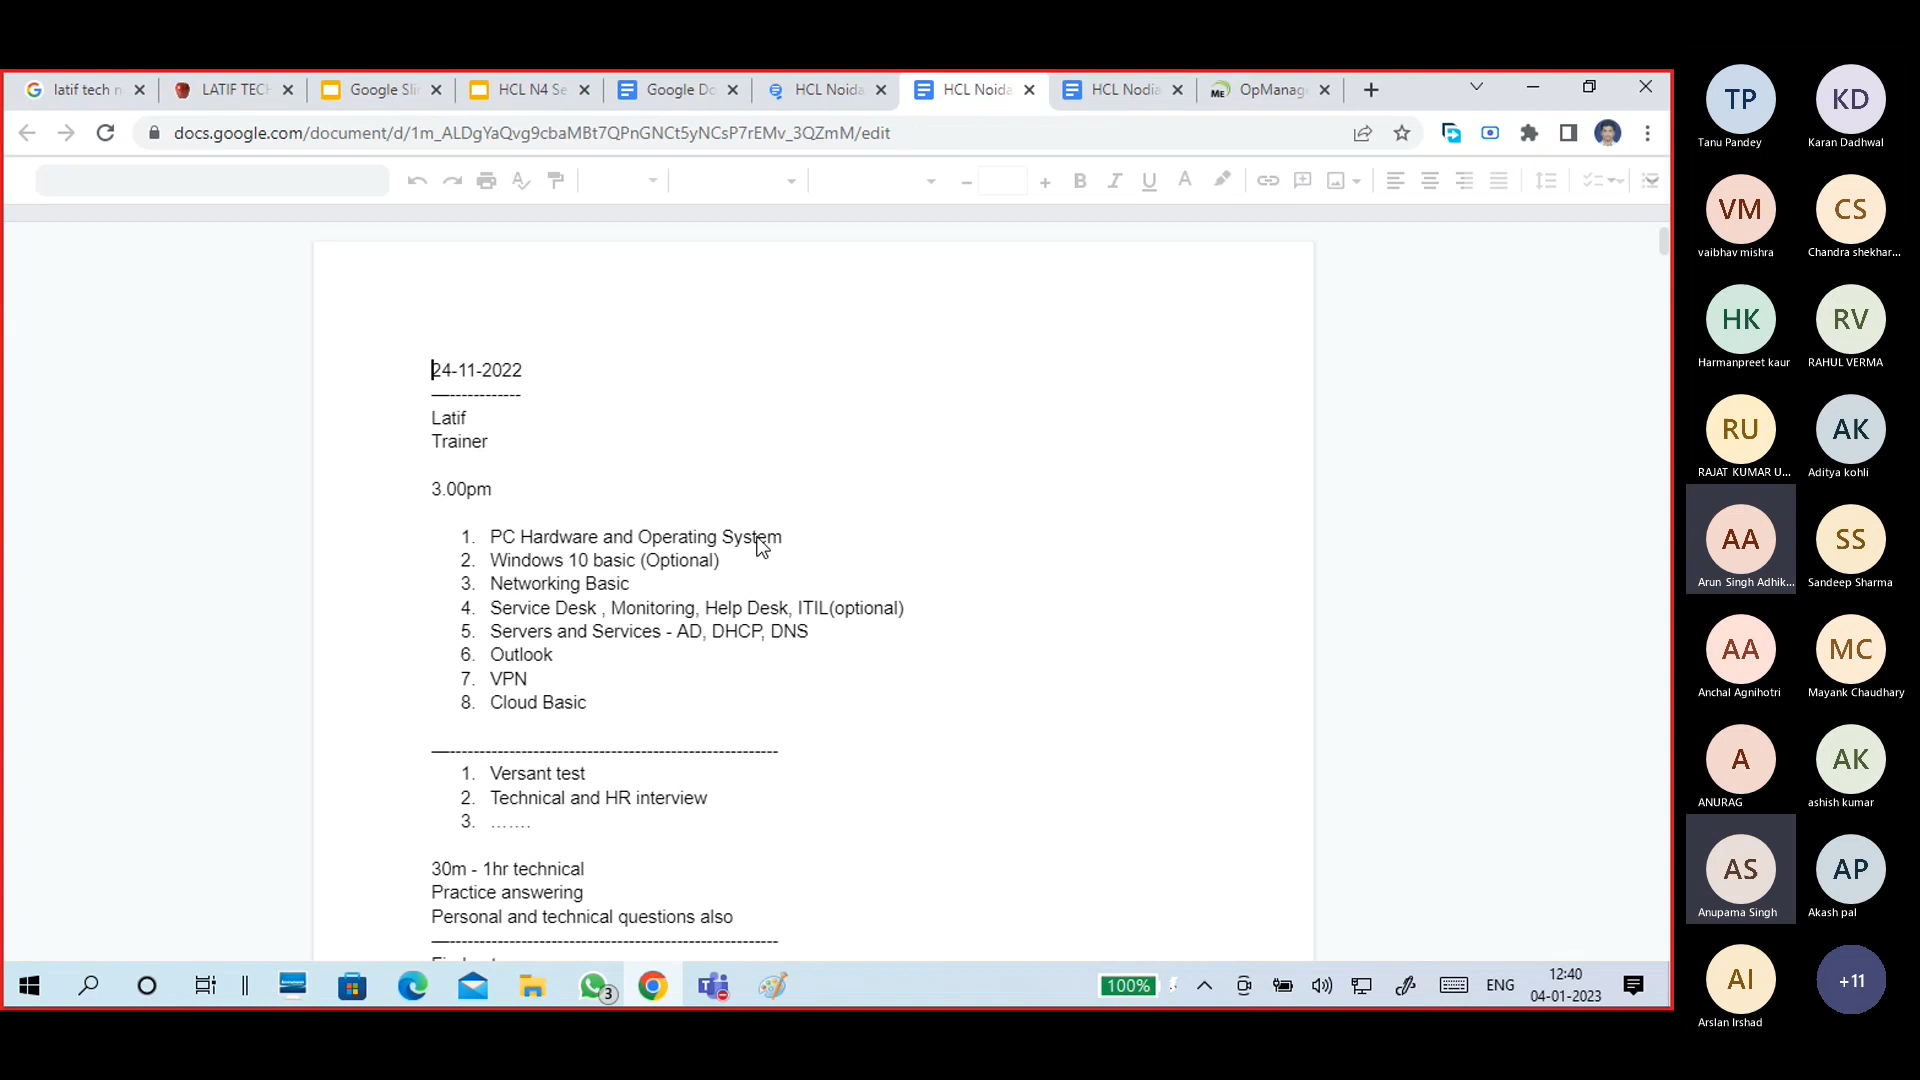 latif tech n
LATIF TECH
Google Slid
HCL N4 Se
Google Do
HCL Noida
HCL Noida
HCL Nodia
ME OpManag
docs.google.com/document/d/1m_ALDgYaQvg9cbaMBt7QPnGNCt5yNCsP7rEMv_3QZmM/edit
24-11-2022
—------------
Latif
Trainer
3.00pm
1. PC Hardware and Operating System
2. Windows 10 basic (Optional)
3. Networking Basic
4. Service Desk , Monitoring, Help Desk, ITIL(optional)
5. Servers and Services - AD, DHCP, DNS
6. Outlook
7. VPN
8. Cloud Basic
1. Versant test
2. Technical and HR interview
3. …….
30m - 1hr technical
Practice answering
Personal and technical questions also
3
100%
ENG
12:40
04-01-2023
TP
Tanu Pandey
KD
Karan Dadhwal
VM
vaibhav mishra
CS
Chandra shekhar...
HK
Harmanpreet kaur
RV
RAHUL VERMA
RU
RAJAT KUMAR U...
AK
Aditya kohli
AA
Arun Singh Adhik...
SS
Sandeep Sharma
AA
Anchal Agnihotri
MC
Mayank Chaudhary
A
ANURAG
AK
ashish kumar
AS
Anupama Singh
AP
Akash pal
AI
Arslan Irshad
+11